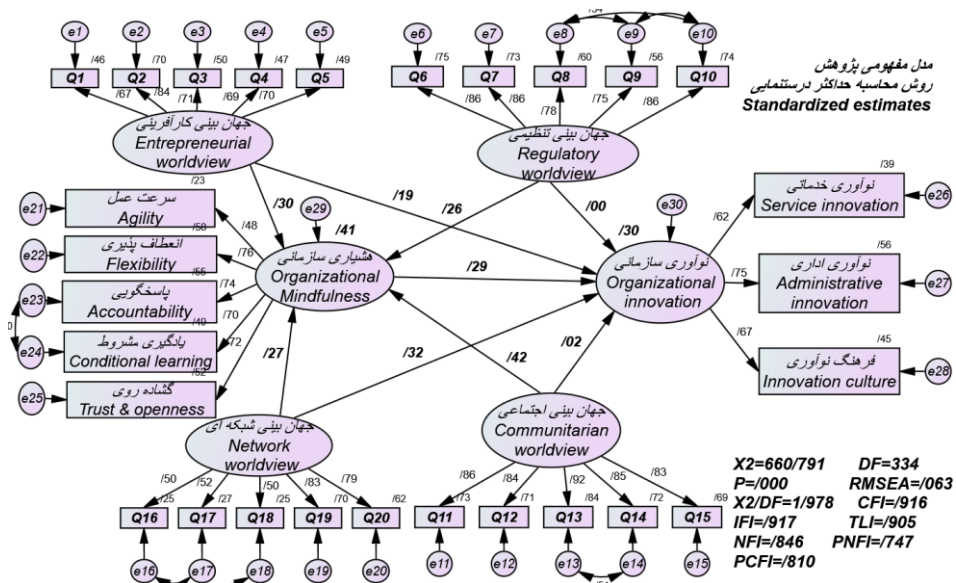 /54
e1 e2 e3 e4 e5 e6 e7 e8 e9 e10
/46 /70 /50 /47 /49 /75 /73 /60 /56 /74
Q1 Q2 Q3 Q4 Q5 Q6 Q7 Q8 Q9 Q10
/67 /84 /71 /69 /70 /86 /86 /78 /75 /86
مدل مفهومی پژوهش
روش محاسبه حداکثر درستنمایی
Standardized estimates
جهان بینی کارآفرینی
Entrepreneurial
worldview
جهان بینی تنظیمی
Regulatory
worldview
/30 /19 /26 /00
e21
/23
سرعت عمل
Agility
/48
e22
/58
انعطاف پذیری
Flexibility
/76
e23
/55
پاسخگویی
Accountability
/74
e24
/49
یادگیری مشروط
Conditional learning
/70
e25
/52
گشاده روی
Trust & openness
/72
e29
/41
هشیاری سازمانی
Organizational
Mindfulness
/29
e30
/30
نوآوری سازمانی
Organizational
innovation
/62
/39
نوآوری خدماتی
Service innovation
e26
/75
/56
نوآوری اداری
Administrative
innovation
e27
/67
/45
فرهنگ نوآوری
Innovation culture
e28
/27 /32 /42 /02
جهان بینی شبکه ای
Network
worldview
جهان بینی اجتماعی
Communitarian
worldview
/50 /52 /50 /83 /79 /86 /84 /92 /85 /83
/25 /27 /25 /70 /62 /73 /71 /84 /72 /69
Q16 Q17 Q18 Q19 Q20 Q11 Q12 Q13 Q14 Q15
e16 e17 e18 e19 e20 e11 e12 e13 e14 e15
X2=660/791 DF=334
P=/000 RMSEA=/063
X2/DF=1/978 CFI=/916
IFI=/917 TLI=/905
NFI=/846 PNFI=/747
PCFI=/810